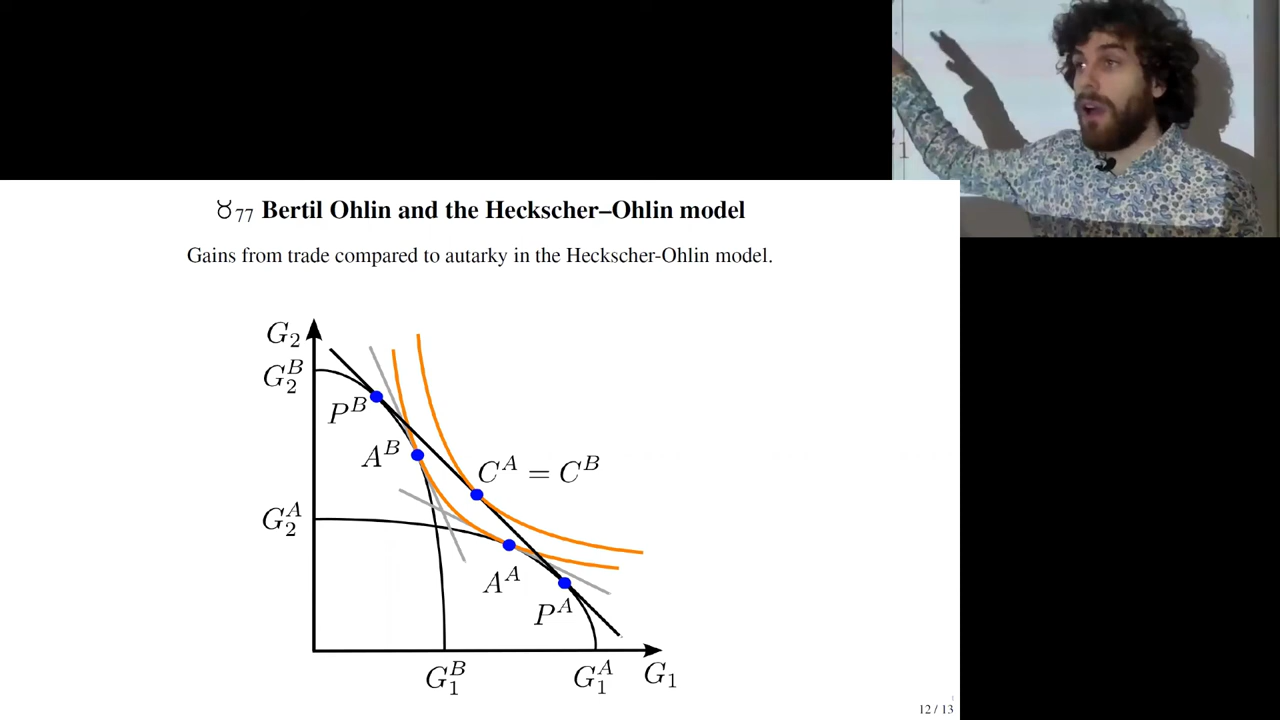 ♉77 Bertil Ohlin and the Heckscher–Ohlin model
Gains from trade compared to autarky in the Heckscher-Ohlin model.
G₂
G₂ᴮ
Pᴮ
Aᴮ
Cᴬ = Cᴮ
G₂ᴬ
Aᴬ
Pᴬ
G₁ᴮ
G₁ᴬ
G₁
1
12 / 13